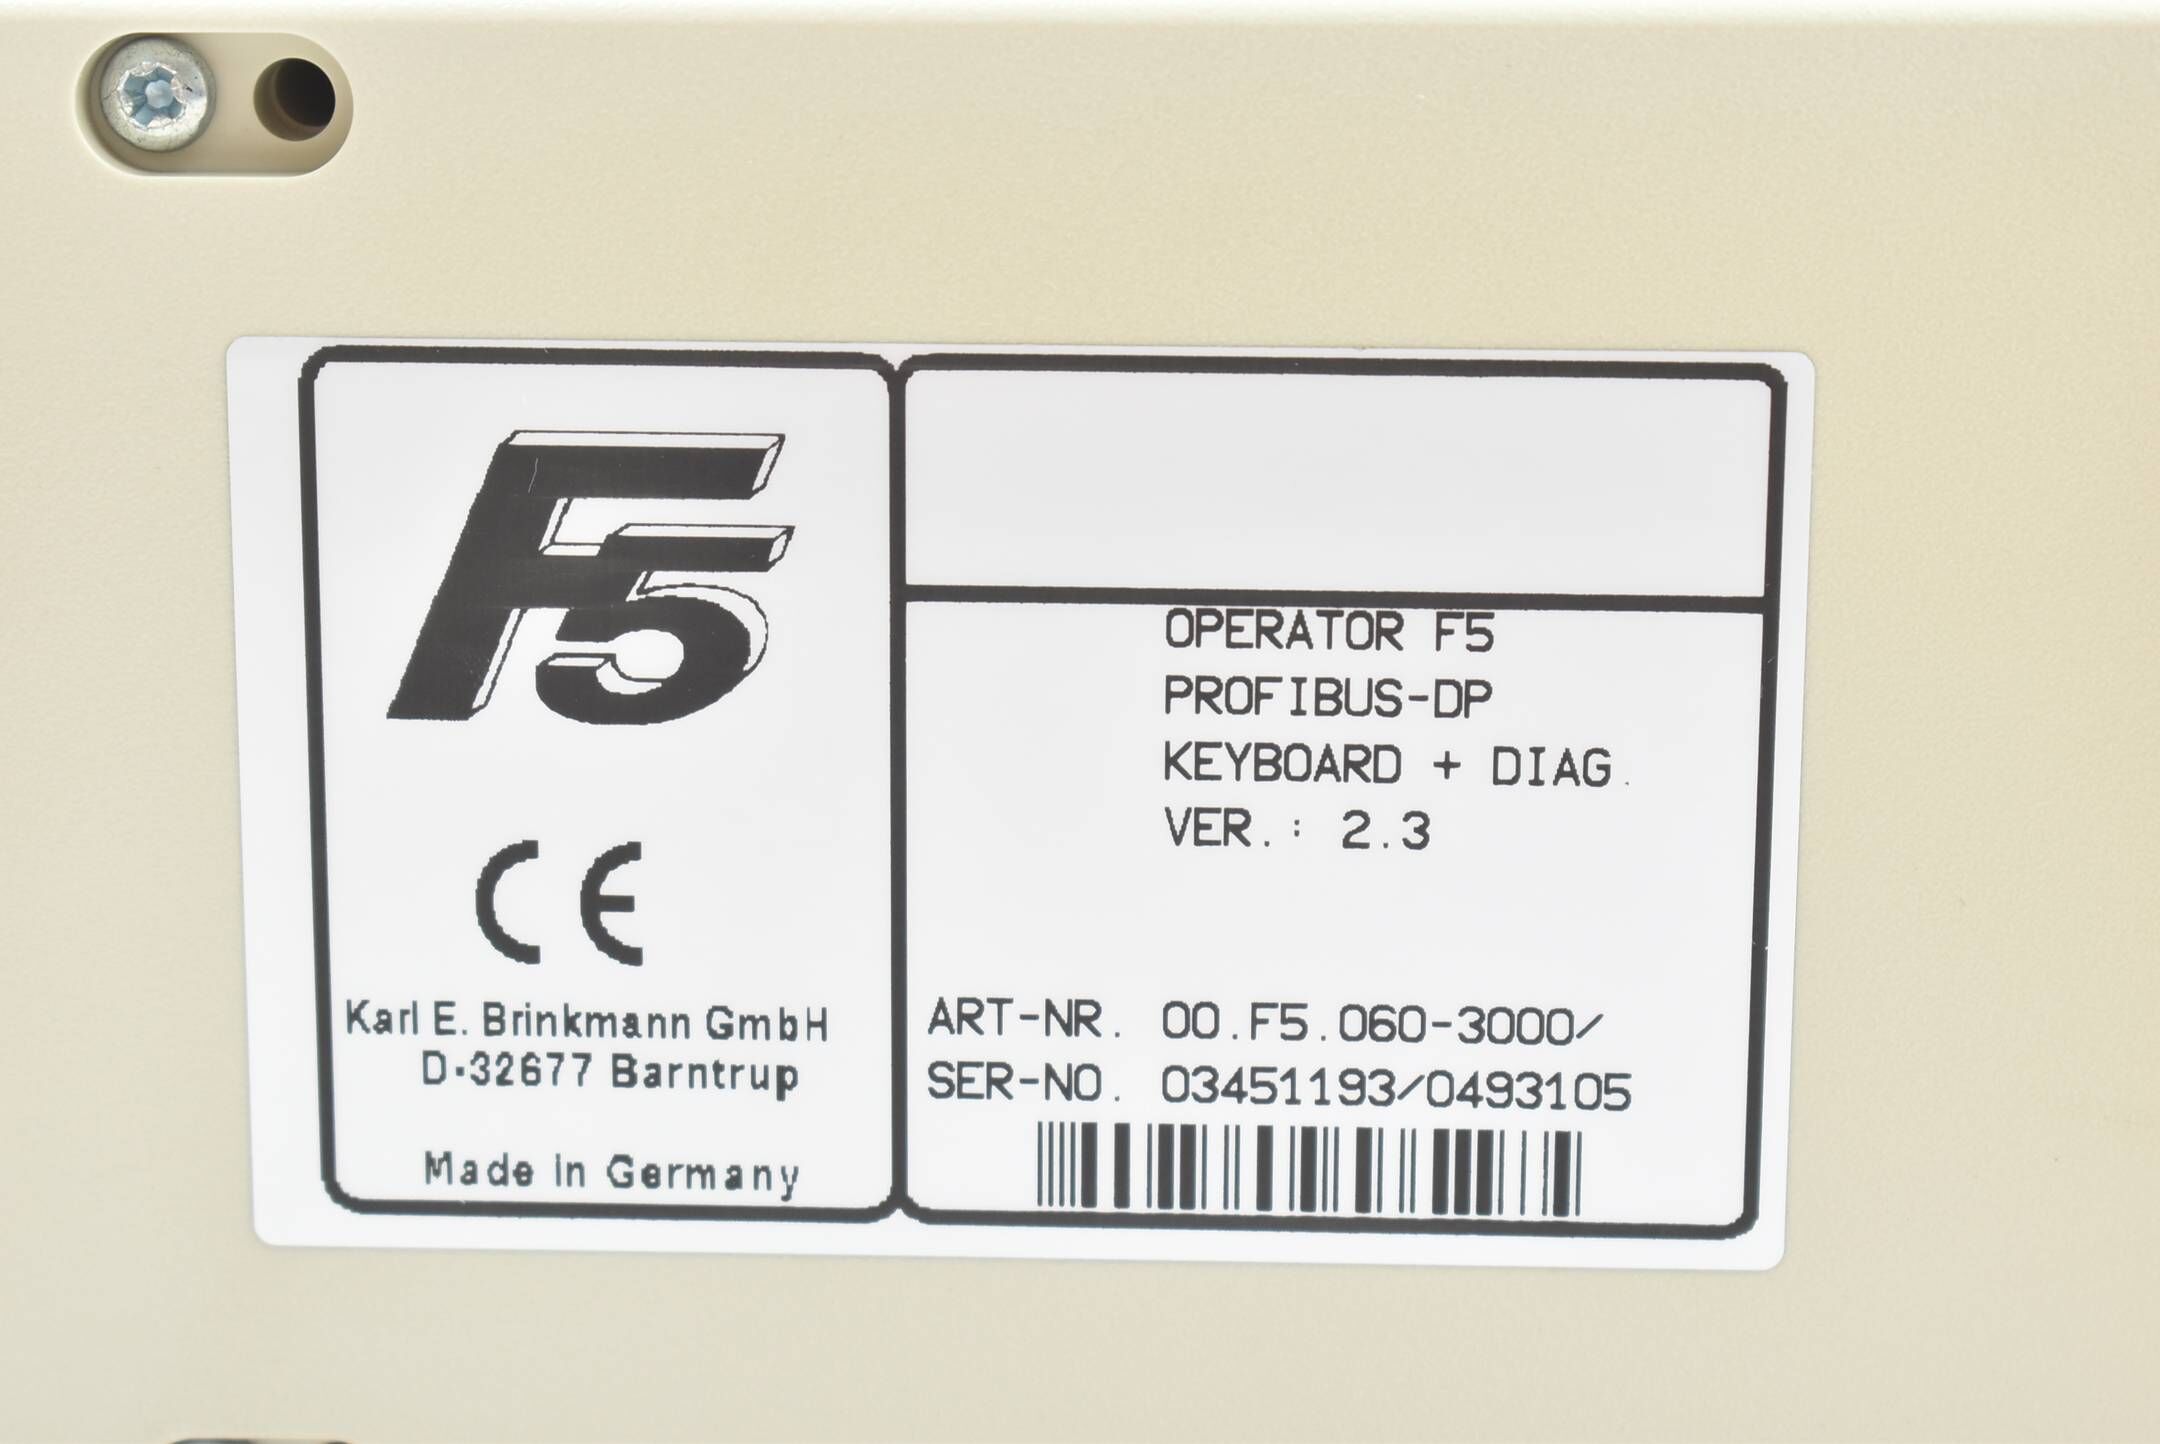 F5
CE
Karl E. Brinkmann GmbH
D-32677 Barntrup
Made in Germany
OPERATOR F5
PROFIBUS-DP
KEYBOARD + DIAG.
VER.: 2.3
ART-NR. 00.F5.060-3000/
SER-NO. 03451193/0493105